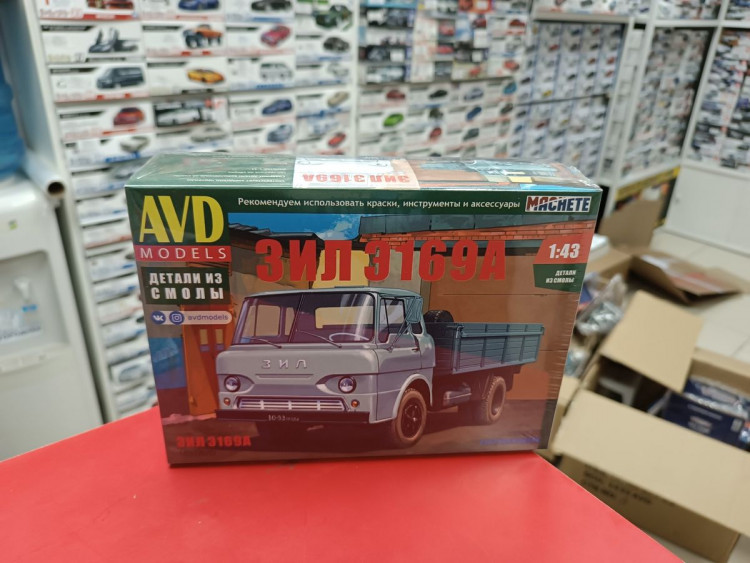 ЗИЛ Э169А
Рекомендуем использовать краски, инструменты и аксессуары
MACHETE
AVD
MODELS
ДЕТАЛИ ИЗ
СМОЛЫ
avdmodels
ЗИЛ Э169А
1:43
ДЕТАЛИ
ИЗ СМОЛЫ
ЗИЛ
ЗИЛ Э169А